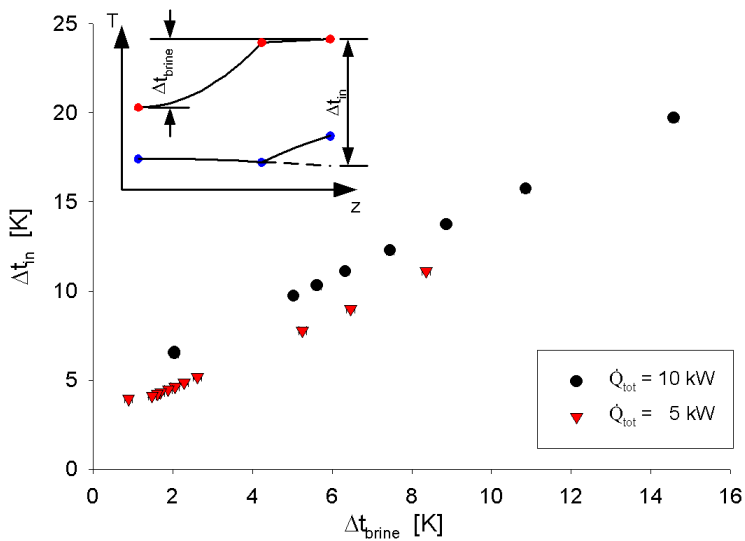 T
Δt_brine
Δt_in
z
25
20
15
10
5
0
Δt_in [K]
0 2 4 6 8 10 12 14 16
Δt_brine [K]
Q̇_tot = 10 kW
Q̇_tot = 5 kW